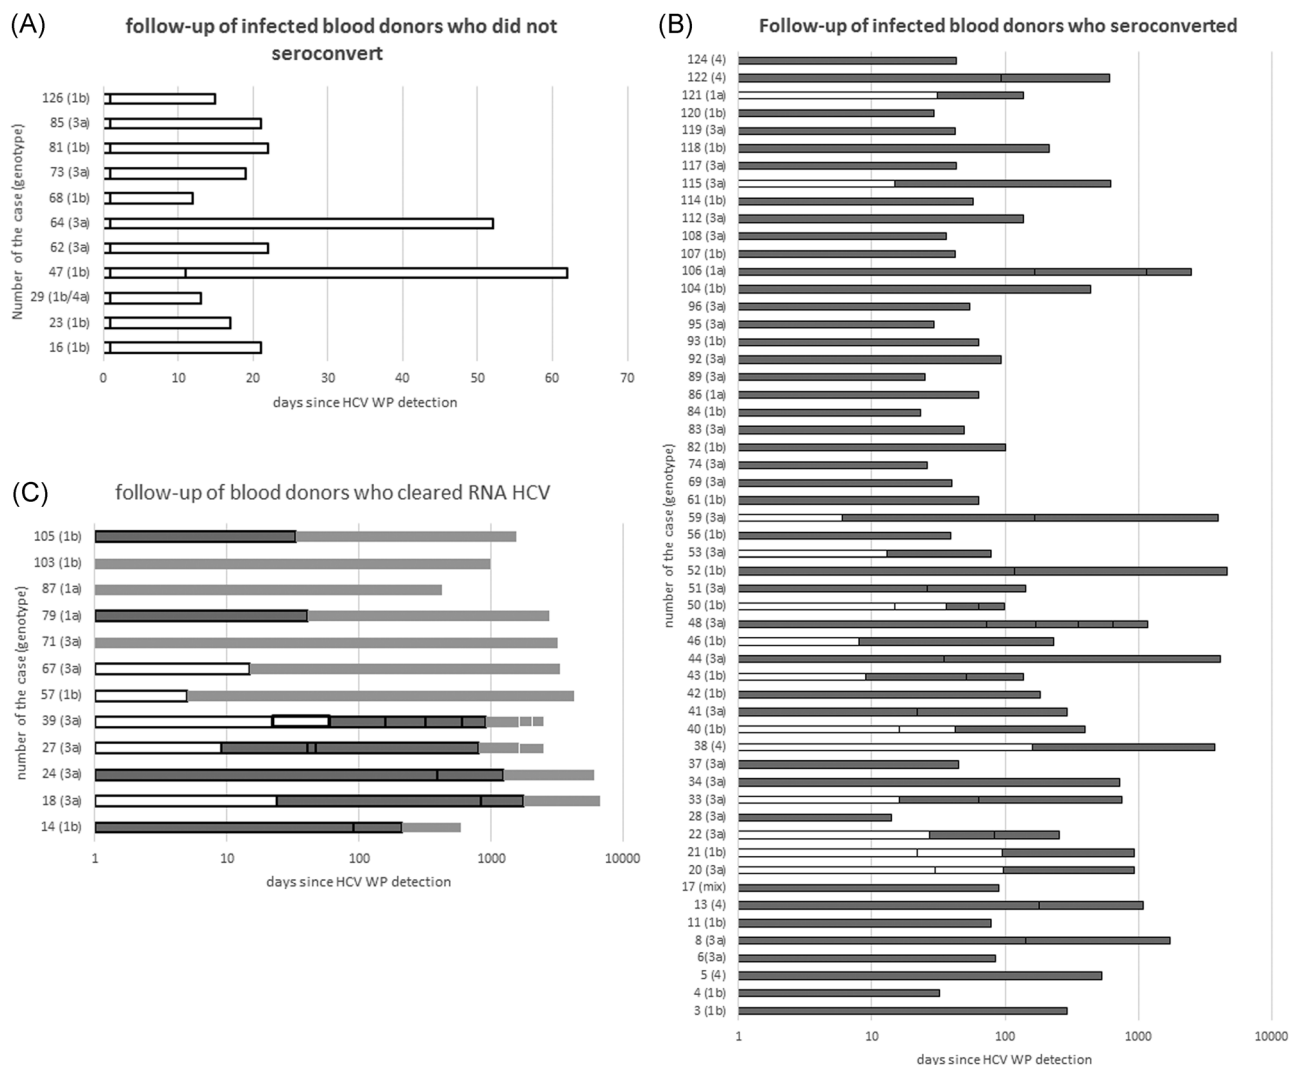 (A)
follow-up of infected blood donors who did not
seroconvert
Number of the case (genotype)
126 (1b)
85 (3a)
81 (1b)
73 (3a)
68 (1b)
64 (3a)
62 (3a)
47 (1b)
29 (1b/4a)
23 (1b)
16 (1b)
0 10 20 30 40 50 60 70
days since HCV WP detection
(C)
follow-up of blood donors who cleared RNA HCV
number of the case (genotype)
105 (1b)
103 (1b)
87 (1a)
79 (1a)
71 (3a)
67 (3a)
57 (1b)
39 (3a)
27 (3a)
24 (3a)
18 (3a)
14 (1b)
1 10 100 1000 10000
days since HCV WP detection
(B)
Follow-up of infected blood donors who seroconverted
number of the case (genotype)
124 (4)
122 (4)
121 (1a)
120 (1b)
119 (3a)
118 (1b)
117 (3a)
115 (3a)
114 (1b)
112 (3a)
108 (3a)
107 (1b)
106 (1a)
104 (1b)
96 (3a)
95 (3a)
93 (1b)
92 (3a)
89 (3a)
86 (1a)
84 (1b)
83 (3a)
82 (1b)
74 (3a)
69 (3a)
61 (1b)
59 (3a)
56 (1b)
53 (3a)
52 (1b)
51 (3a)
50 (1b)
48 (3a)
46 (1b)
44 (3a)
43 (1b)
42 (1b)
41 (3a)
40 (1b)
38 (4)
37 (3a)
34 (3a)
33 (3a)
28 (3a)
22 (3a)
21 (1b)
20 (3a)
17 (mix)
13 (4)
11 (1b)
8 (3a)
6(3a)
5 (4)
4 (1b)
3 (1b)
1 10 100 1000 10000
days since HCV WP detection